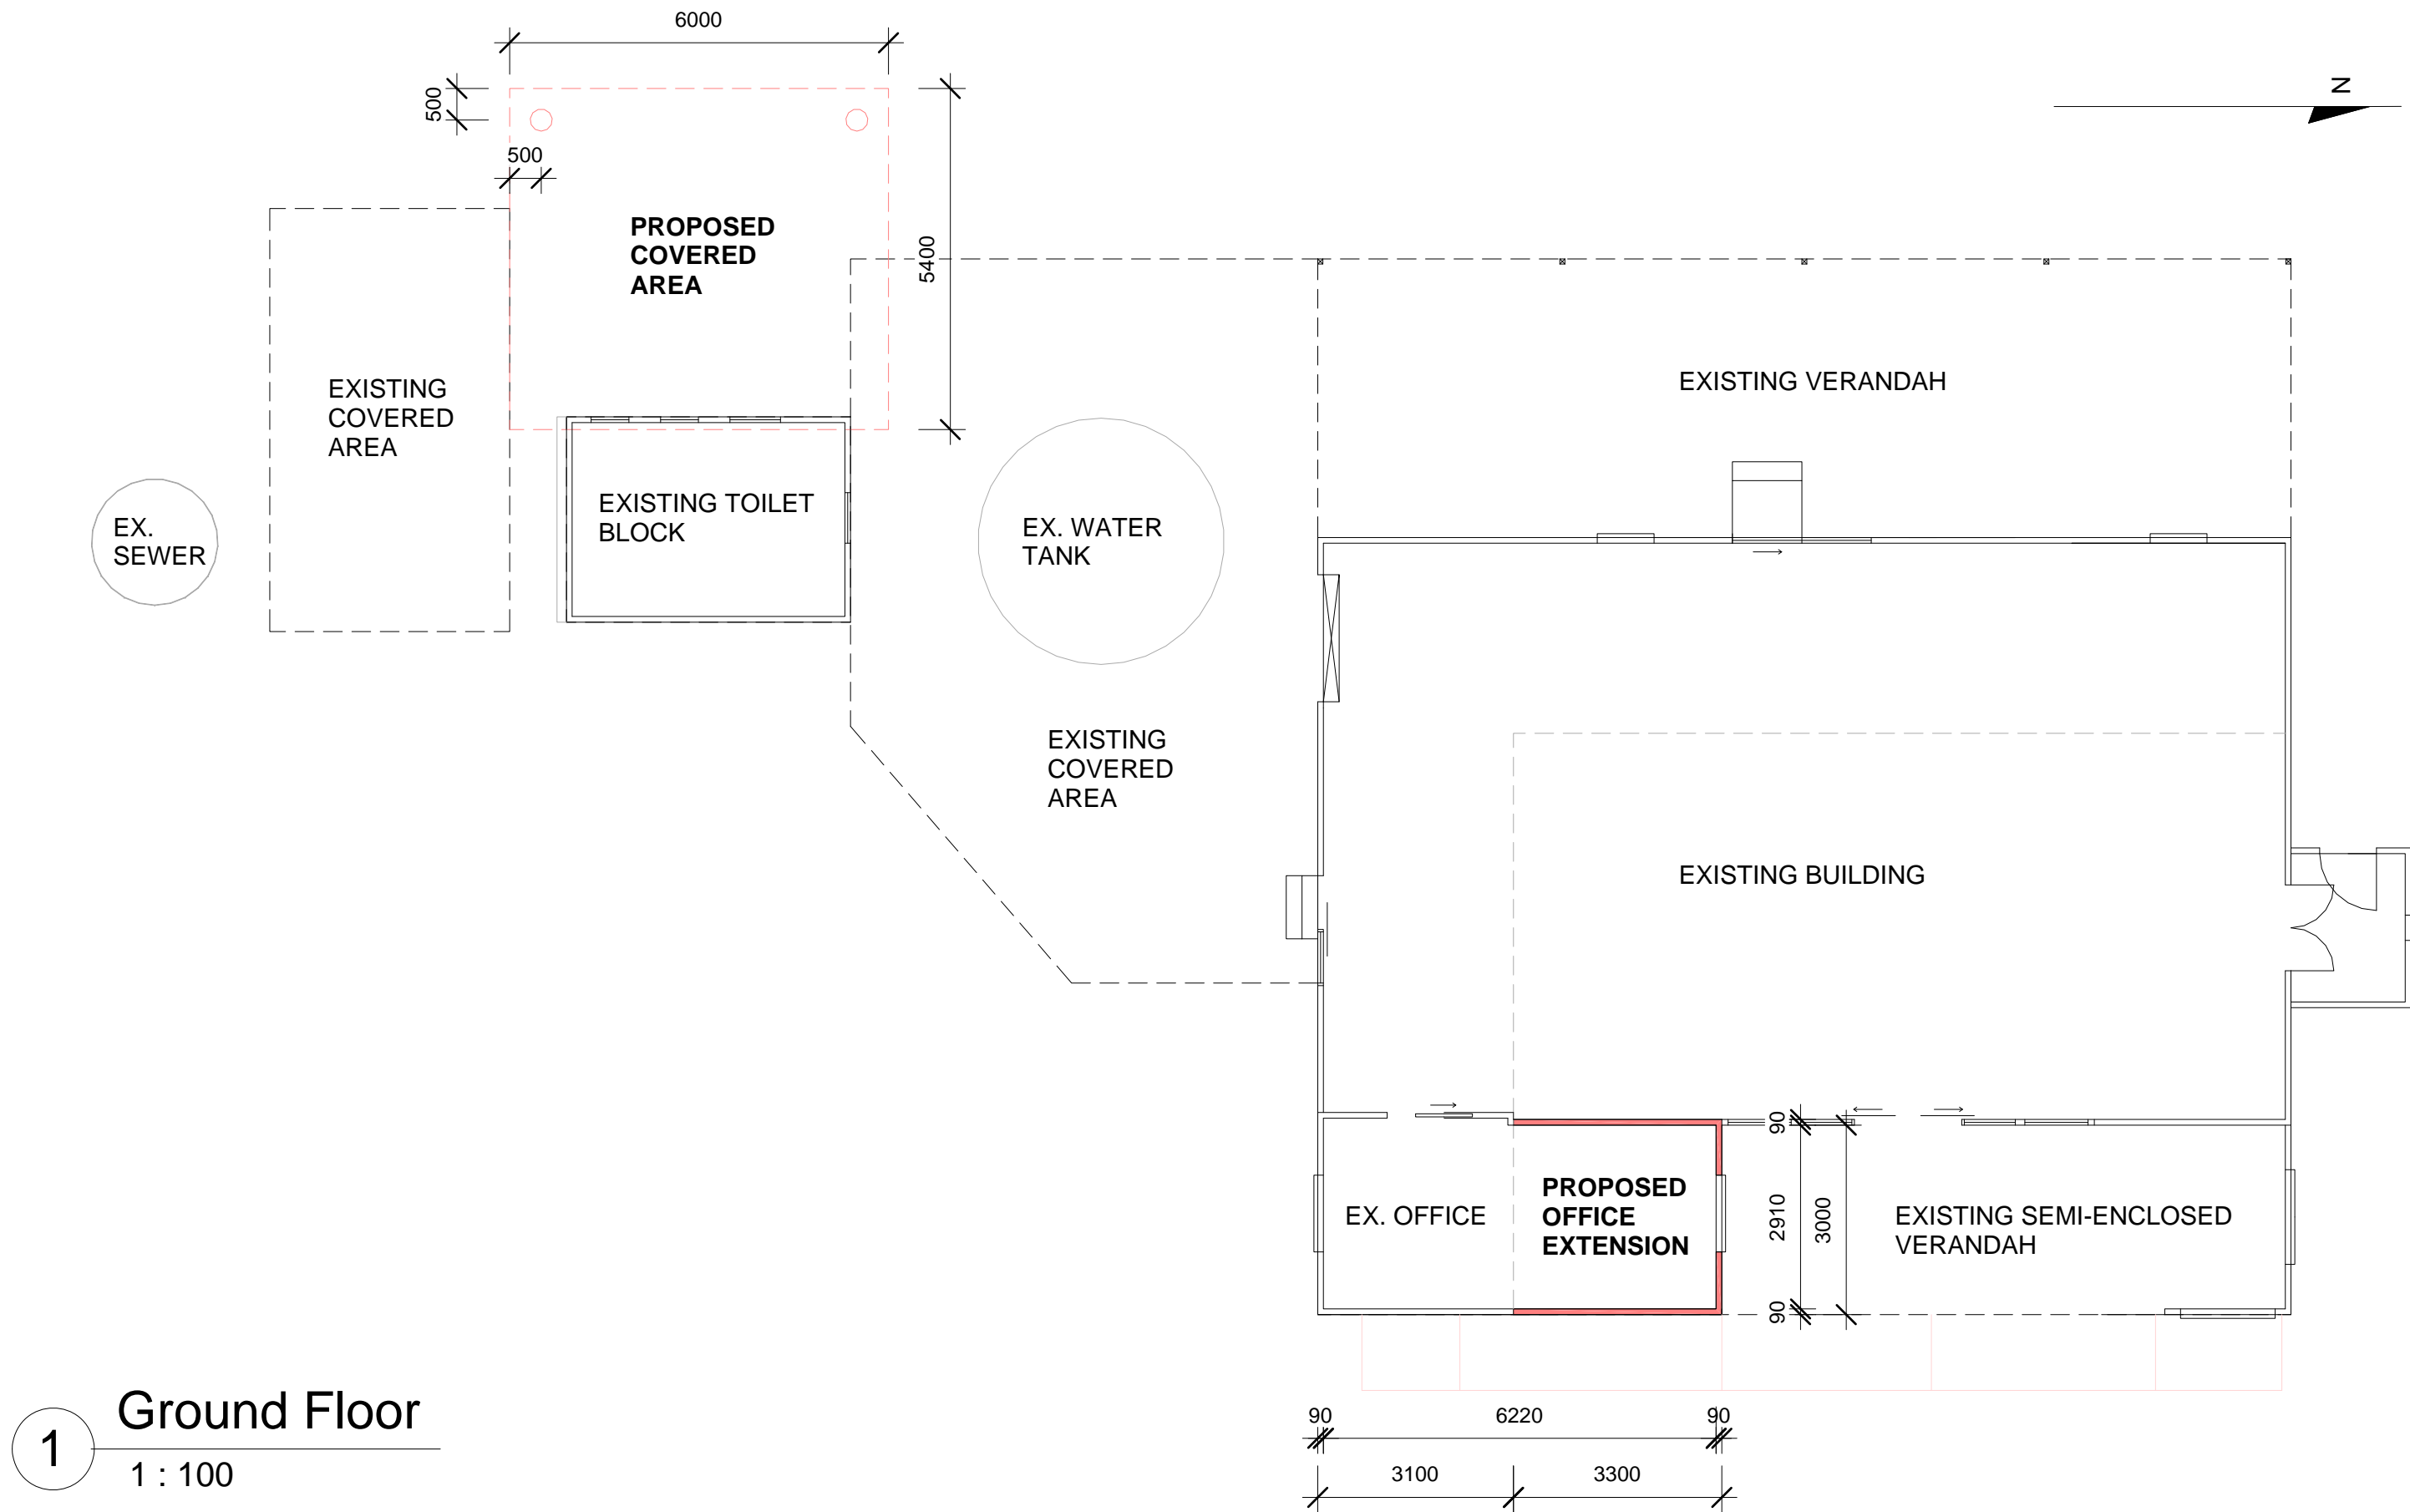 6000
N
500
500
PROPOSED
COVERED
AREA
5400
EXISTING
COVERED
AREA
EXISTING VERANDAH
EX.
SEWER
EXISTING TOILET
BLOCK
EX. WATER
TANK
EXISTING
COVERED
AREA
EXISTING BUILDING
90
EX. OFFICE
PROPOSED
OFFICE
EXTENSION
2910
3000
EXISTING SEMI-ENCLOSED
VERANDAH
90
1
Ground Floor
1 : 100
90
6220
90
3100
3300